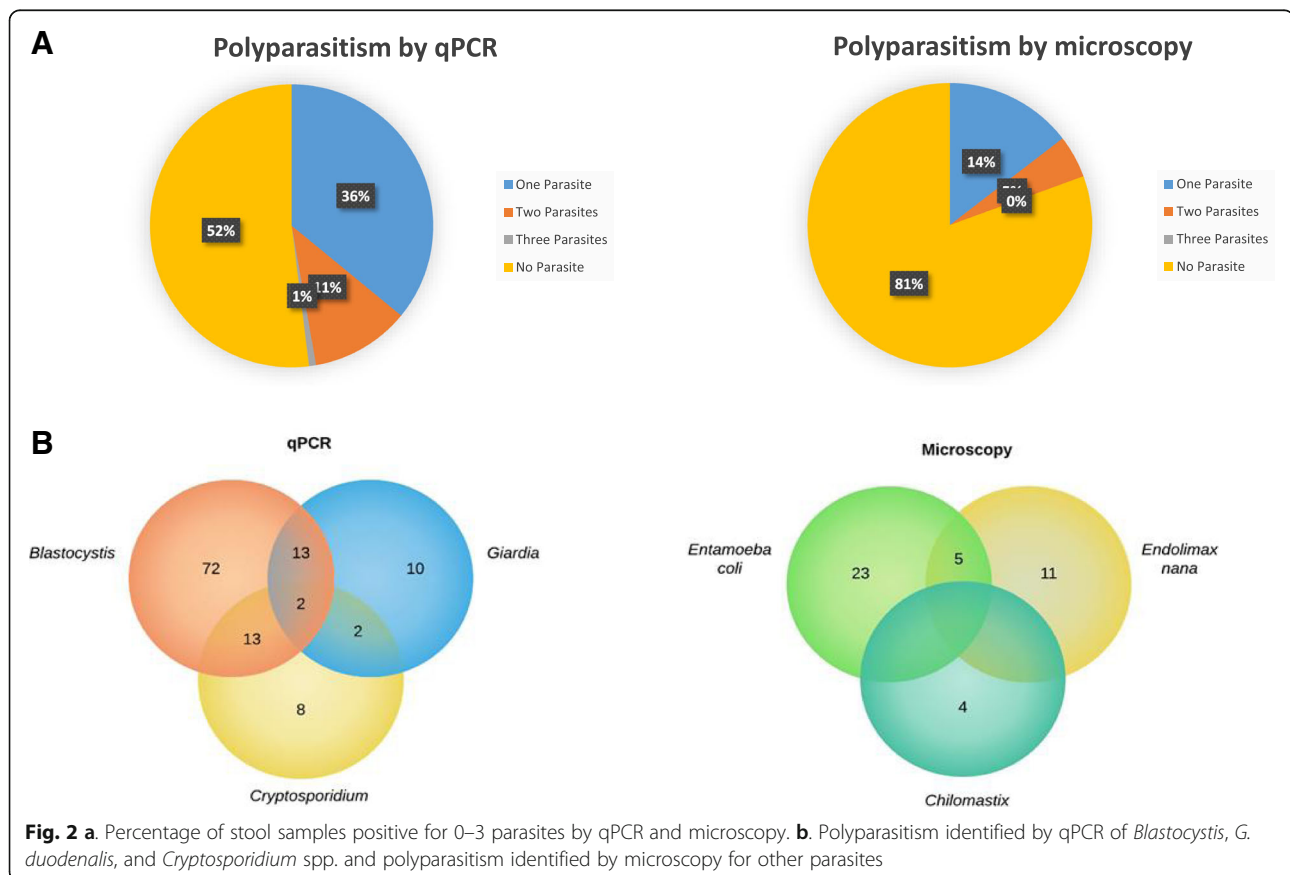 A
Polyparasitism by qPCR
36%
11%
1%
52%
One Parasite
Two Parasites
Three Parasites
No Parasite
Polyparasitism by microscopy
14%
0%
81%
One Parasite
Two Parasites
Three Parasites
No Parasite
B
qPCR
Blastocystis
72
13
10
Giardia
2
13
2
8
Cryptosporidium
Microscopy
Entamoeba
coli
23
5
11
Endolimax
nana
4
Chilomastix
Fig. 2 a. Percentage of stool samples positive for 0–3 parasites by qPCR and microscopy. b. Polyparasitism identified by qPCR of Blastocystis, G.
duodenalis, and Cryptosporidium spp. and polyparasitism identified by microscopy for other parasites